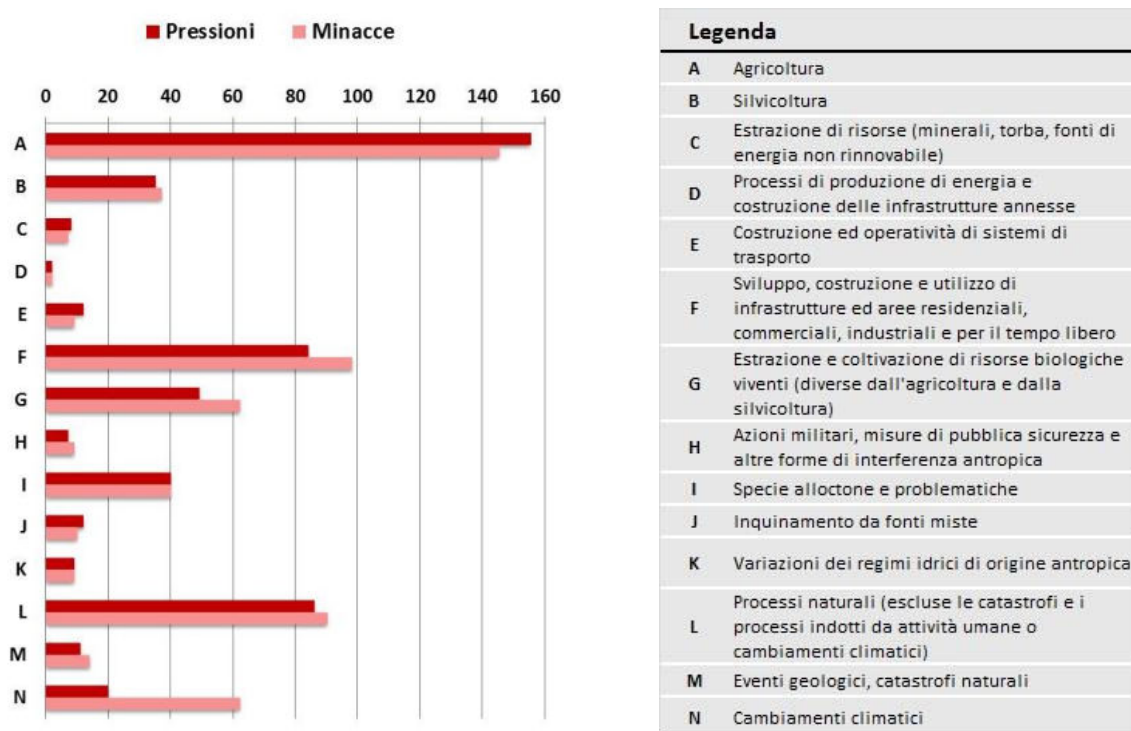 Pressioni Minacce
0 20 40 60 80 100 120 140 160
A
B
C
D
E
F
G
H
I
J
K
L
M
N
Legenda
A Agricoltura
B Silvicoltura
C Estrazione di risorse (minerali, torba, fonti di
energia non rinnovabile)
D Processi di produzione di energia e
costruzione delle infrastrutture annesse
E Costruzione ed operatività di sistemi di
trasporto
F Sviluppo, costruzione e utilizzo di
infrastrutture ed aree residenziali,
commerciali, industriali e per il tempo libero
G Estrazione e coltivazione di risorse biologiche
viventi (diverse dall'agricoltura e dalla
silvicoltura)
H Azioni militari, misure di pubblica sicurezza e
altre forme di interferenza antropica
I Specie alloctone e problematiche
J Inquinamento da fonti miste
K Variazioni dei regimi idrici di origine antropica
L Processi naturali (escluse le catastrofi e i
processi indotti da attività umane o
cambiamenti climatici)
M Eventi geologici, catastrofi naturali
N Cambiamenti climatici